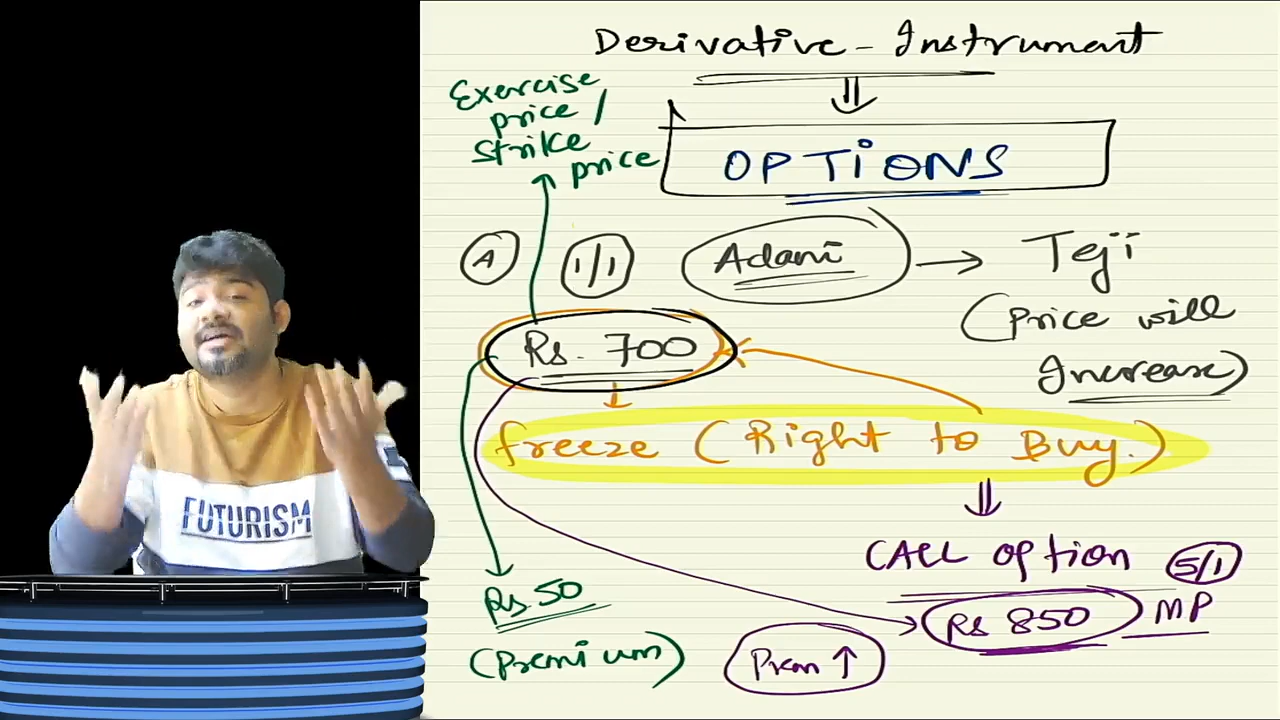 Derivative - Instrument
Exercise
price /
Strike
price
OPTIONS
A
1/1
Adani
Teji
(Price will
Increase)
Rs. 700
freeze (Right to Buy.)
CALL option
5/1
Rs 850
MP
Rs. 50
(Premium)
Prem ↑
FUTURISM